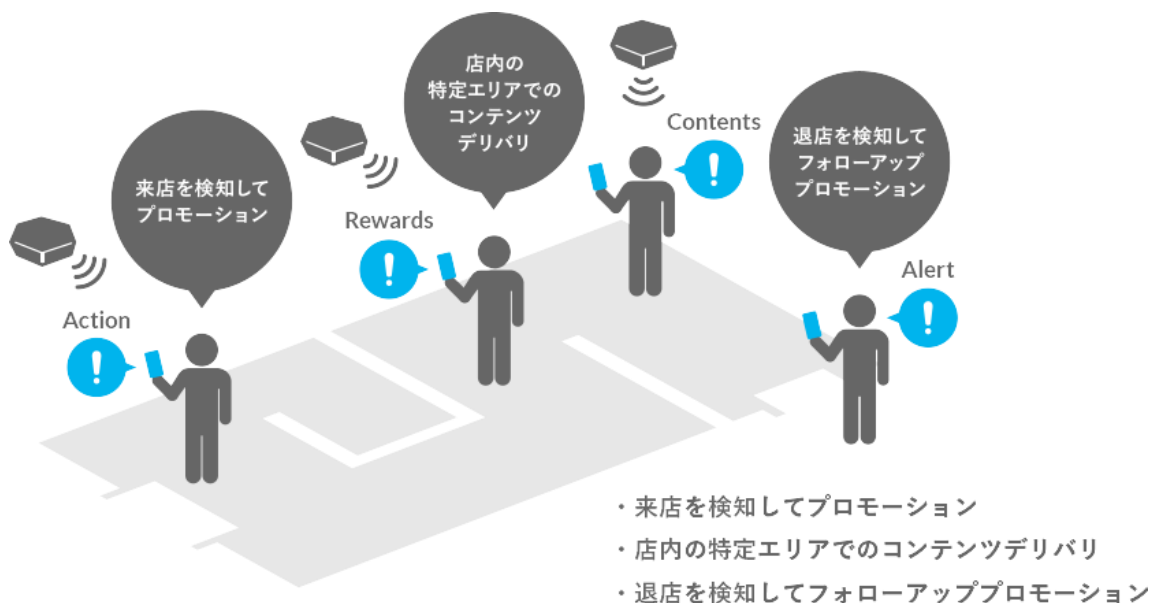 来店を検知して
プロモーション
Action
店内の
特定エリアでの
コンテンツ
デリバリ
Rewards
Contents
退店を検知して
フォローアップ
プロモーション
Alert
・来店を検知してプロモーション
・店内の特定エリアでのコンテンツデリバリ
・退店を検知してフォローアッププロモーション